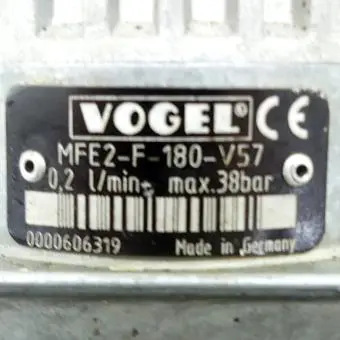 VOGEL® CE
MFE2-F-180-V57
0,2 l/min- max.38bar
0000606319 Made in Germany